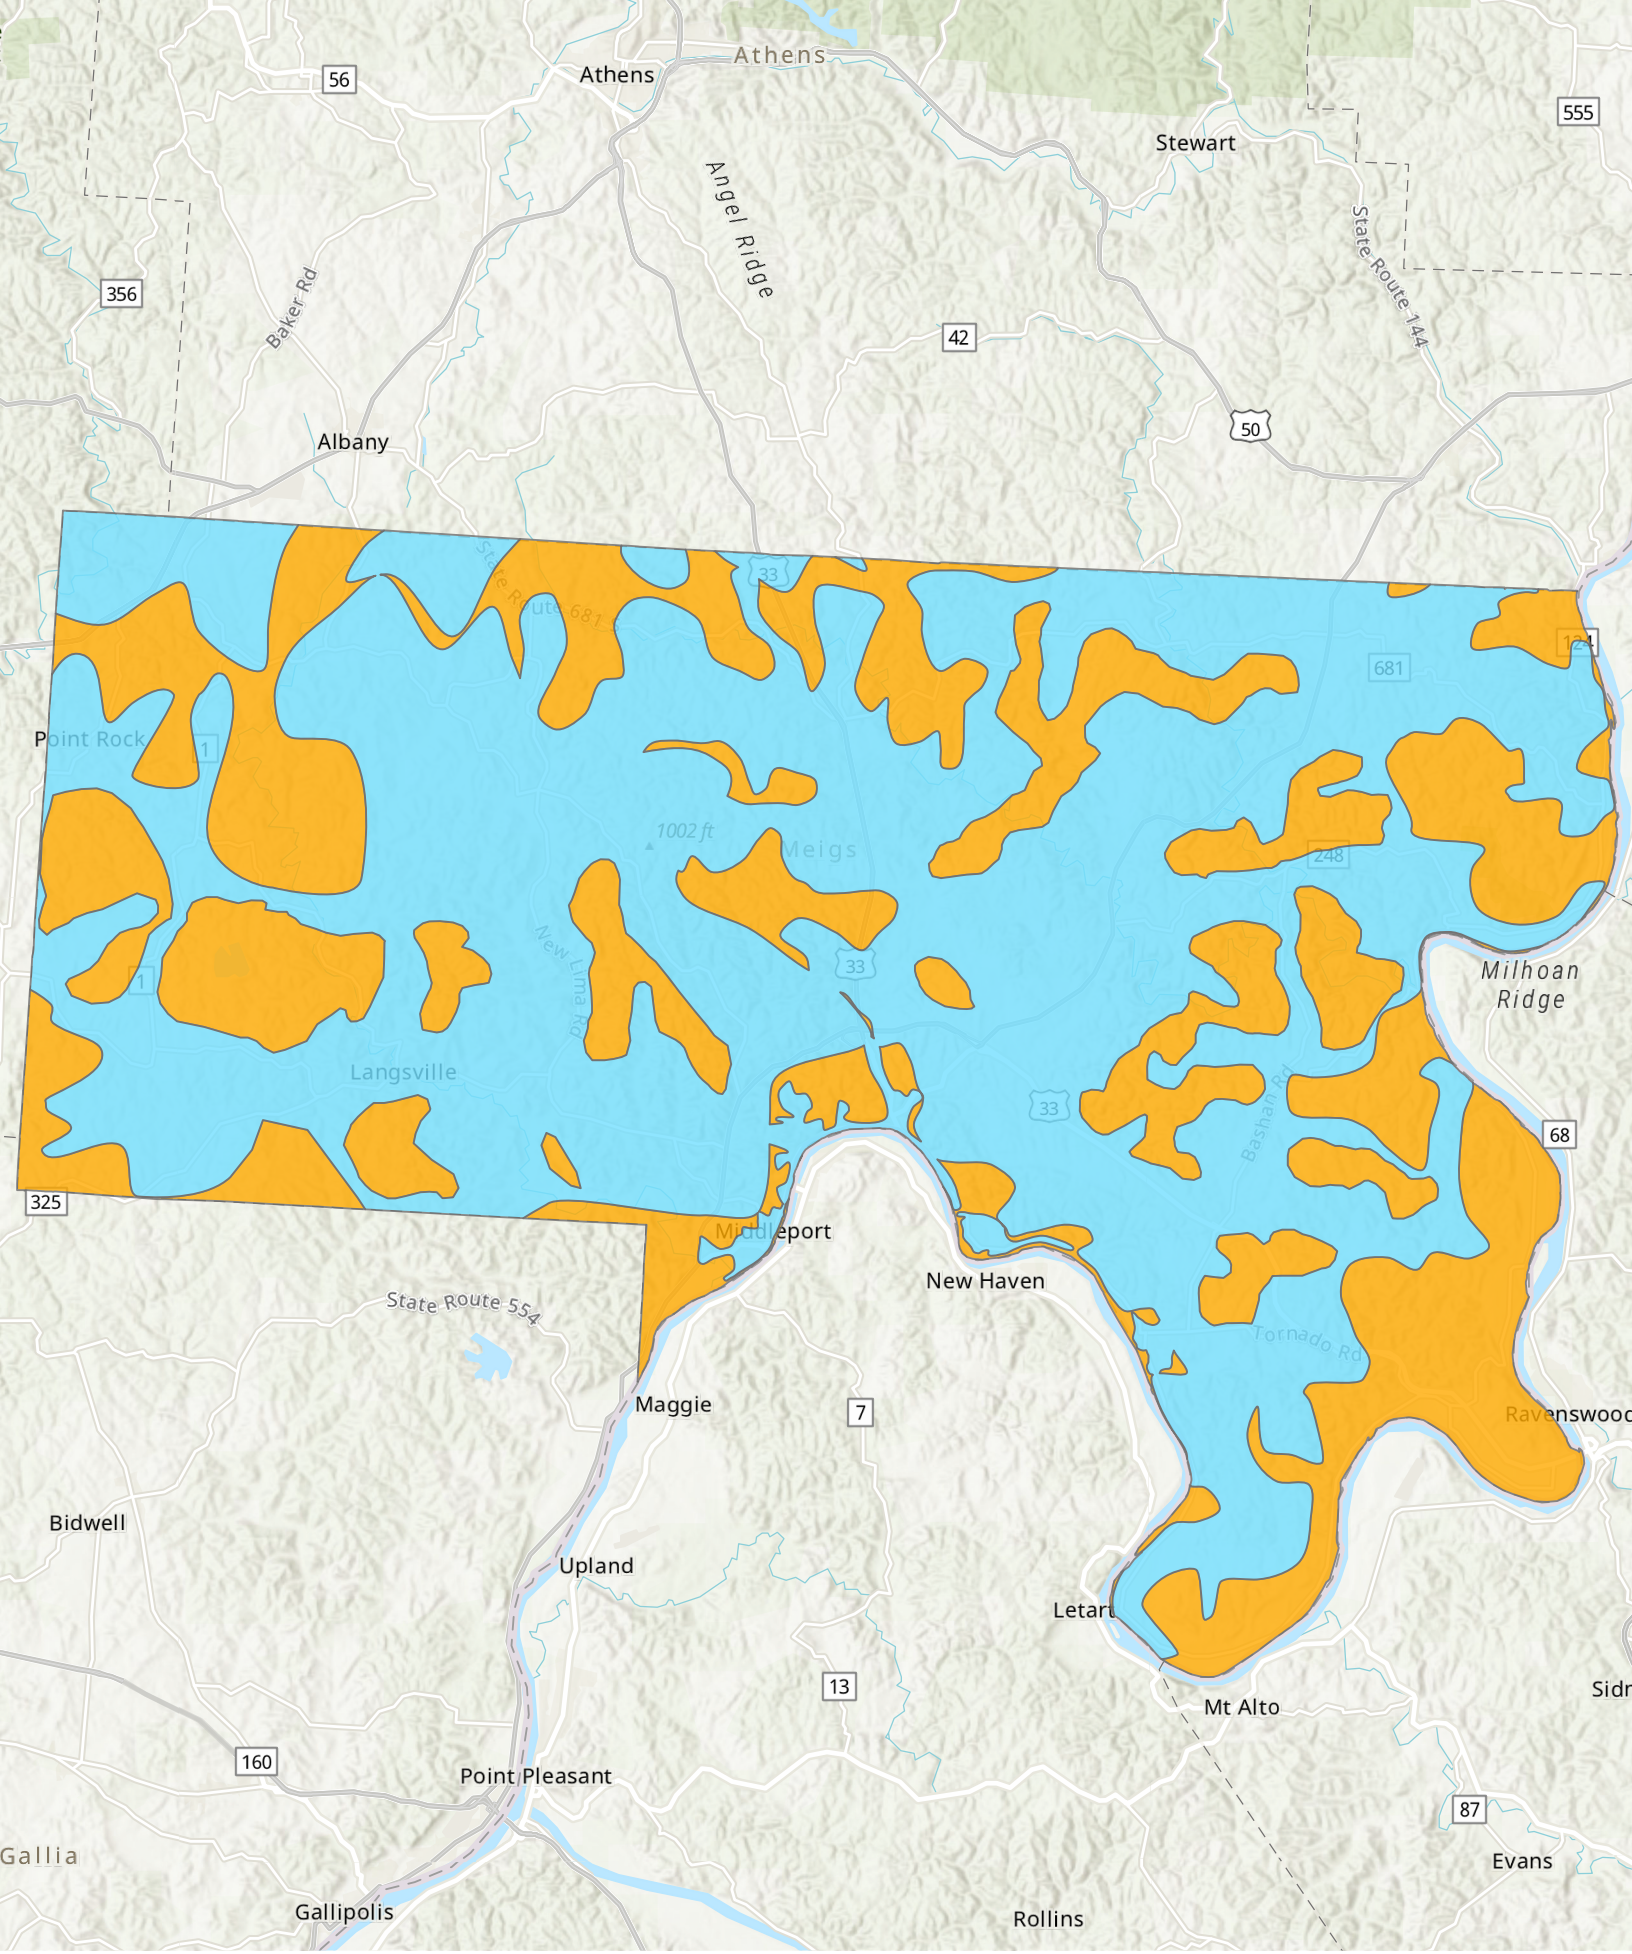 Athens
Athens
56
555
Stewart
Angel Ridge
State Route 144
356
Baker Rd
42
50
Albany
State Route 681 S
33
124
681
Point Rock
1
1002 ft
Meigs
248
New Lima Rd
33
1
Milhoan
Ridge
Langsville
33
Bashan Rd
68
325
Middleport
New Haven
State Route 554
Tornado Rd
Maggie
7
Ravenswood
Bidwell
Upland
Letart
13
Sidn
Mt Alto
160
Point Pleasant
87
Gallia
Evans
Gallipolis
Rollins